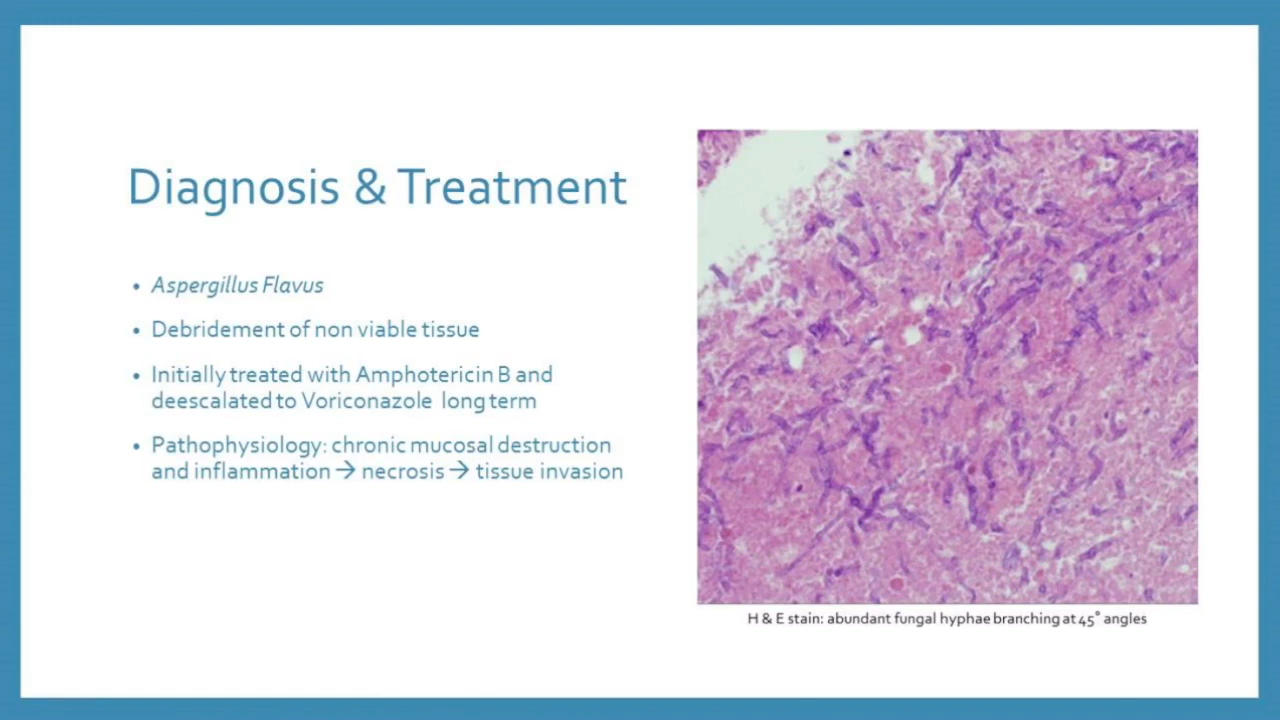 Diagnosis & Treatment
• Aspergillus Flavus
• Debridement of non viable tissue
• Initially treated with Amphotericin B and
deescalated to Voriconazole long term
• Pathophysiology: chronic mucosal destruction
and inflammation → necrosis → tissue invasion
H & E stain: abundant fungal hyphae branching at 45° angles